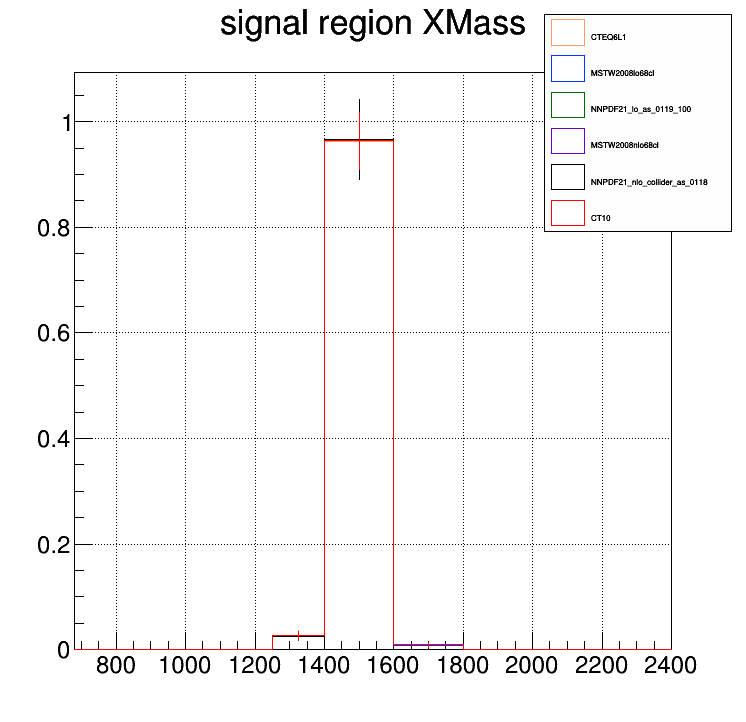 signal region XMass
CTEQ6L1
MSTW2008lo68cl
NNPDF21_lo_as_0119_100
MSTW2008nlo68cl
NNPDF21_nlo_collider_as_0118
CT10
1
0.8
0.6
0.4
0.2
0
800 1000 1200 1400 1600 1800 2000 2200 2400